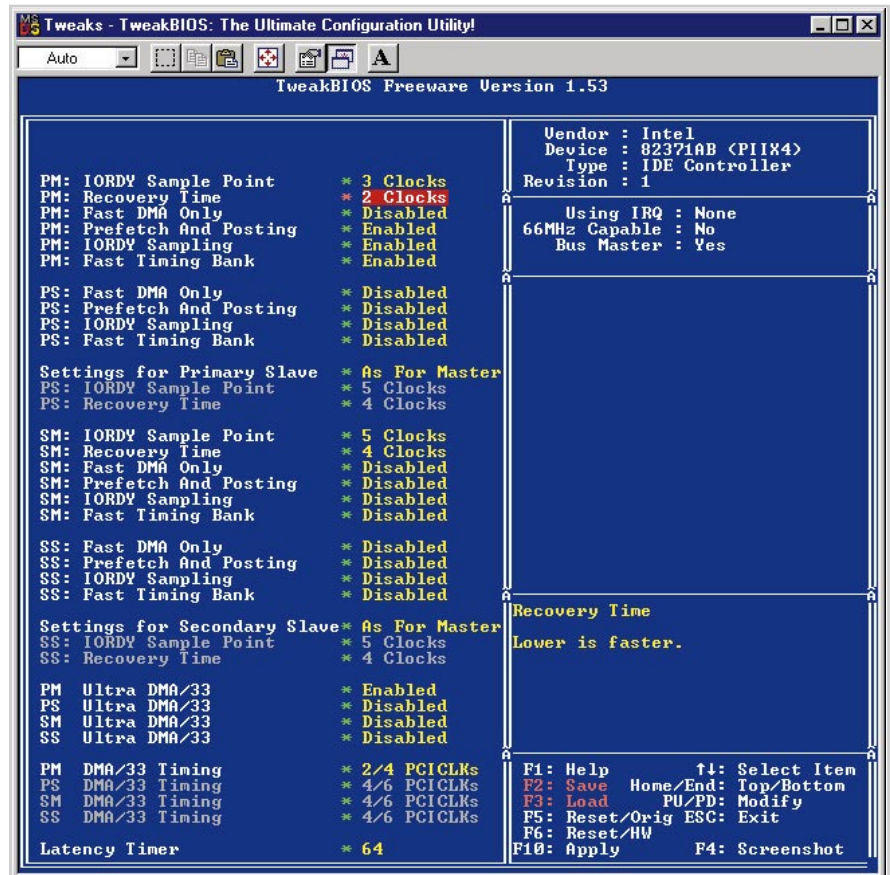 Tweaks - TweakBIOS: The Ultimate Configuration Utility!
Auto
A
TweakBIOS Freeware Version 1.53
PM: IORDY Sample Point * 3 Clocks
PM: Recovery Time * 2 Clocks
PM: Fast DMA Only * Disabled
PM: Prefetch And Posting * Enabled
PM: IORDY Sampling * Enabled
PM: Fast Timing Bank * Enabled
PS: Fast DMA Only * Disabled
PS: Prefetch And Posting * Disabled
PS: IORDY Sampling * Disabled
PS: Fast Timing Bank * Disabled
Settings for Primary Slave * As For Master
PS: IORDY Sample Point * 5 Clocks
PS: Recovery Time * 4 Clocks
SM: IORDY Sample Point * 5 Clocks
SM: Recovery Time * 4 Clocks
SM: Fast DMA Only * Disabled
SM: Prefetch And Posting * Disabled
SM: IORDY Sampling * Disabled
SM: Fast Timing Bank * Disabled
SS: Fast DMA Only * Disabled
SS: Prefetch And Posting * Disabled
SS: IORDY Sampling * Disabled
SS: Fast Timing Bank * Disabled
Settings for Secondary Slave* As For Master
SS: IORDY Sample Point * 5 Clocks
SS: Recovery Time * 4 Clocks
PM Ultra DMA/33 * Enabled
PS Ultra DMA/33 * Disabled
SM Ultra DMA/33 * Disabled
SS Ultra DMA/33 * Disabled
PM DMA/33 Timing * 2/4 PCICLKs
PS DMA/33 Timing * 4/6 PCICLKs
SM DMA/33 Timing * 4/6 PCICLKs
SS DMA/33 Timing * 4/6 PCICLKs
Latency Timer * 64
Vendor : Intel
Device : 82371AB (PIIX4)
Type : IDE Controller
Revision : 1
Using IRQ : None
66MHz Capable : No
Bus Master : Yes
Recovery Time
Lower is faster.
F1: Help ↑↓: Select Item
F2: Save Home/End: Top/Bottom
F3: Load PU/PD: Modify
F5: Reset/Orig ESC: Exit
F6: Reset/HW
F10: Apply F4: Screenshot